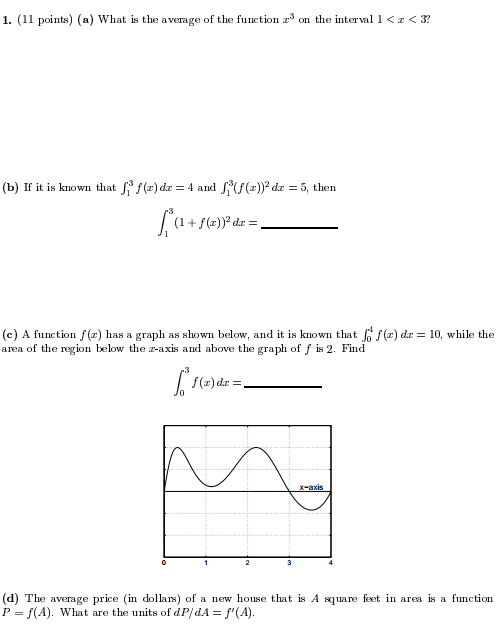 1. (11 points) (a) What is the average of the function x³ on the interval 1 < x < 3?
(b) If it is known that ∫₁³ f(x) dx = 4 and ∫₁³(f(x))² dx = 5, then
∫₁³ (1 + f(x))² dx = ________
(c) A function f(x) has a graph as shown below, and it is known that ∫₀⁴ f(x) dx = 10, while the
area of the region below the x-axis and above the graph of f is 2. Find
∫₀³ f(x) dx = ________
x-axis
0 1 2 3 4
(d) The average price (in dollars) of a new house that is A square feet in area is a function
P = f(A). What are the units of dP/dA = f′(A).